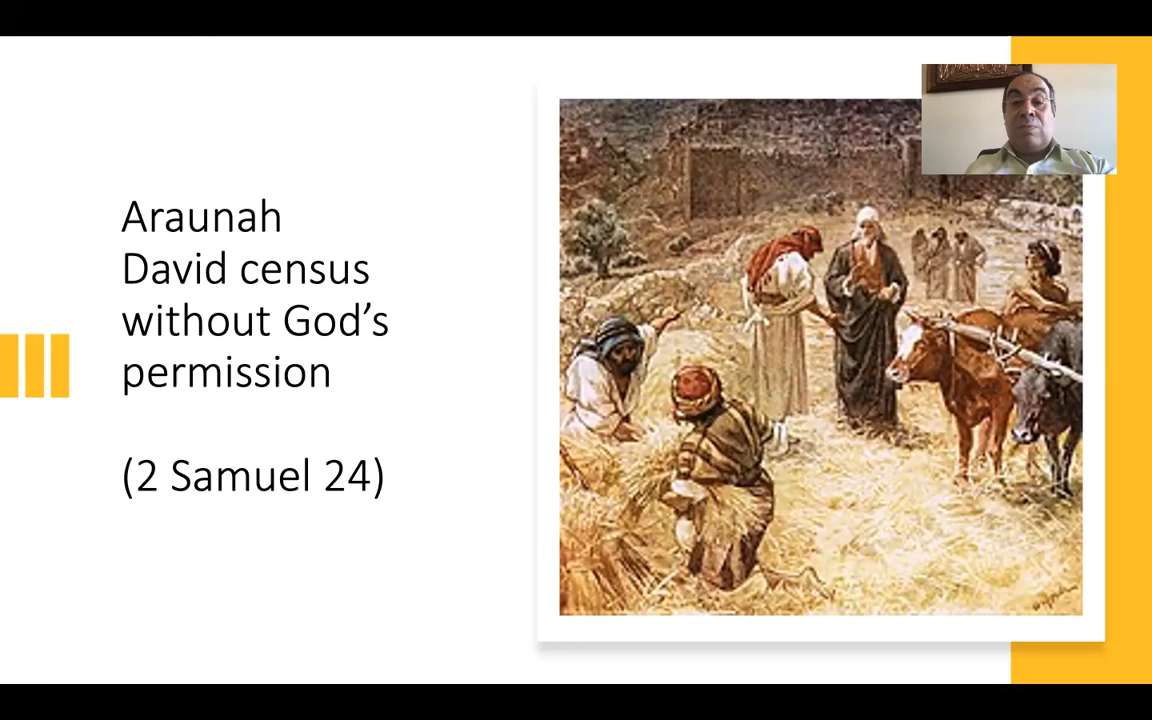 Araunah
David census
without God’s
permission
(2 Samuel 24)